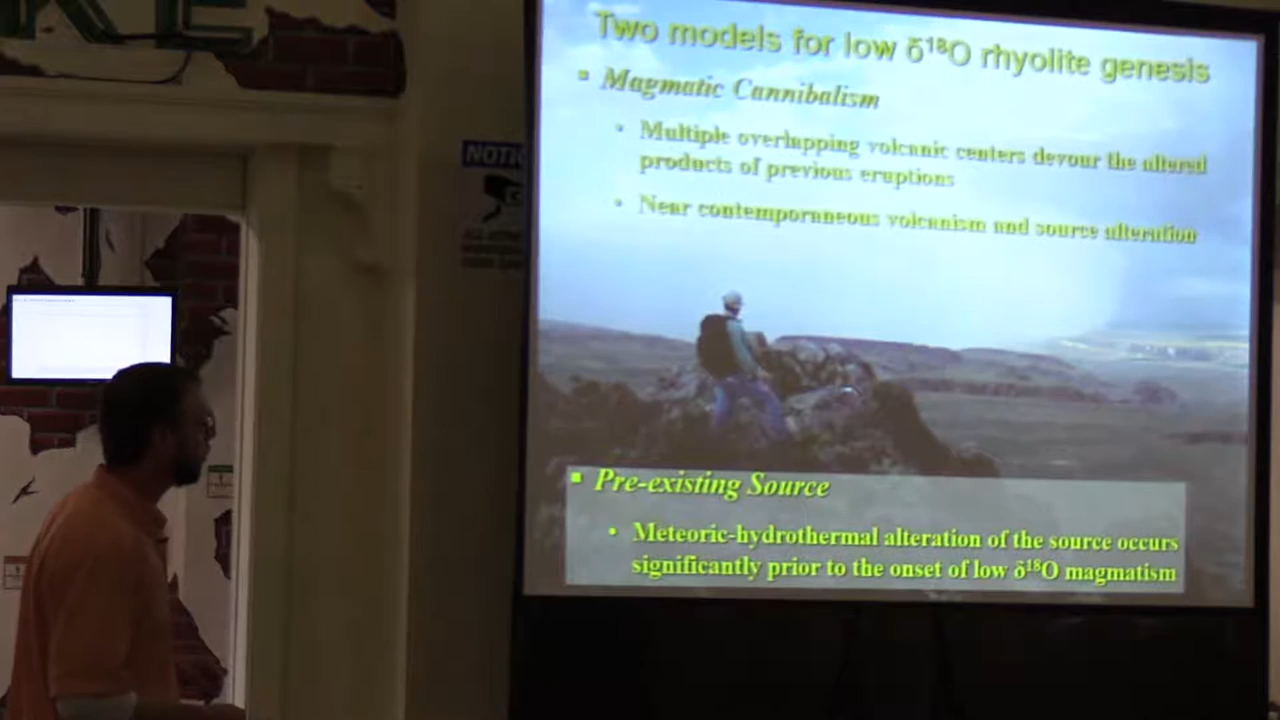 KE
NOTIC
Two models for low δ¹⁸O rhyolite genesis
▪ Magmatic Cannibalism
• Multiple overlapping volcanic centers devour the altered
products of previous eruptions
• Near contemporaneous volcanism and source alteration
▪ Pre-existing Source
• Meteoric-hydrothermal alteration of the source occurs
significantly prior to the onset of low δ¹⁸O magmatism